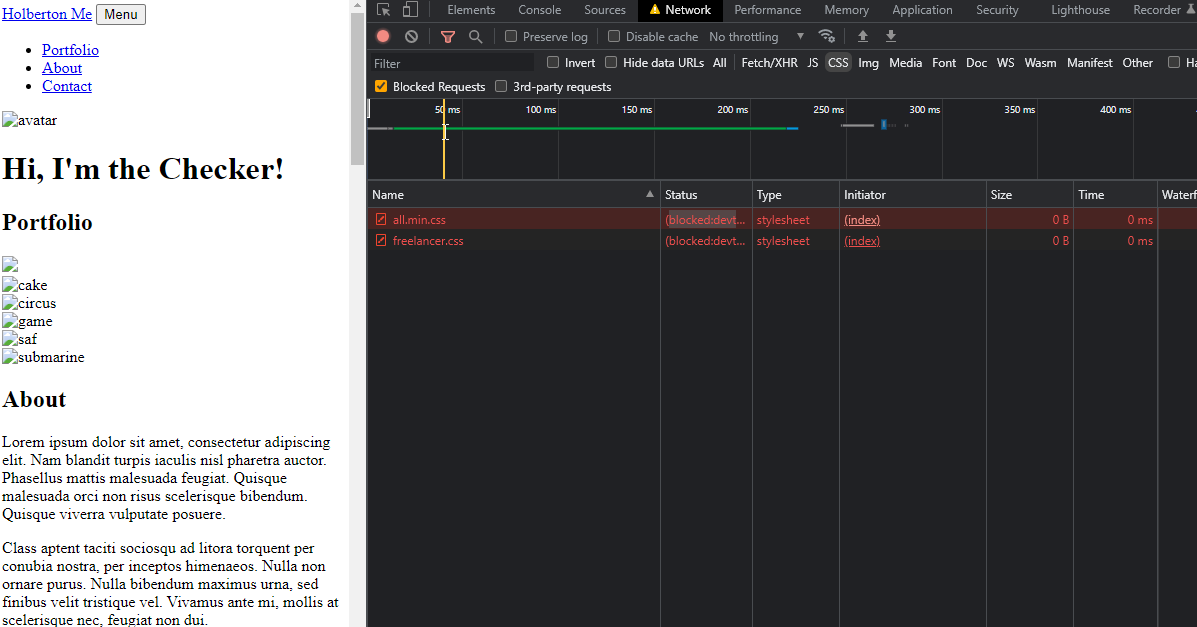 Holberton Me Menu
Portfolio
About
Contact
avatar
Hi, I'm the Checker!
Portfolio
cake
circus
game
saf
submarine
About
Lorem ipsum dolor sit amet, consectetur adipiscing
elit. Nam blandit turpis iaculis nisl pharetra auctor.
Phasellus mattis malesuada feugiat. Quisque
malesuada orci non risus scelerisque bibendum.
Quisque viverra vulputate posuere.
Class aptent taciti sociosqu ad litora torquent per
conubia nostra, per inceptos himenaeos. Nulla non
ornare purus. Nulla bibendum maximus urna, sed
finibus velit tristique vel. Vivamus ante mi, mollis at
scelerisque nec, feugiat non dui.
Elements Console Sources Network Performance Memory Application Security Lighthouse Recorder
Preserve log Disable cache No throttling
Filter Invert Hide data URLs All Fetch/XHR JS CSS Img Media Font Doc WS Wasm Manifest Other Ha
Blocked Requests 3rd-party requests
50 ms 100 ms 150 ms 200 ms 250 ms 300 ms 350 ms 400 ms
Name Status Type Initiator Size Time Waterf
all.min.css (blocked:devt... stylesheet (index) 0 B 0 ms
freelancer.css (blocked:devt... stylesheet (index) 0 B 0 ms